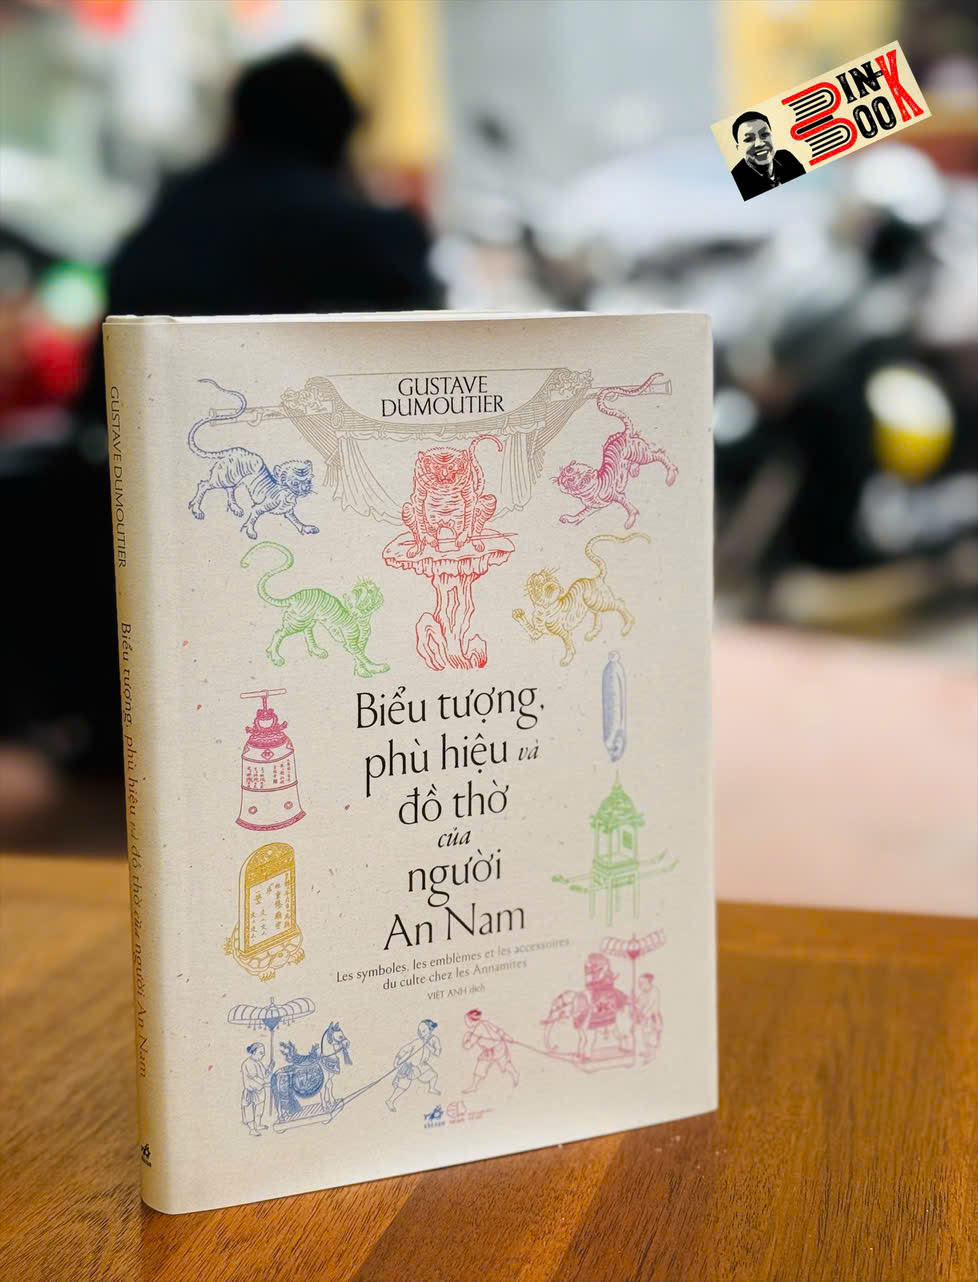 BIN-
BOOK
GUSTAVE
DUMOUTIER
Biểu tượng,
phù hiệu và
đồ thờ
của
người
An Nam
Les symboles, les emblèmes et les accessoires
du culte chez les Annamites
VIỆT ANH dịch
GUSTAVE DUMOUTIER
Biểu tượng, phù hiệu và đồ thờ của người An Nam